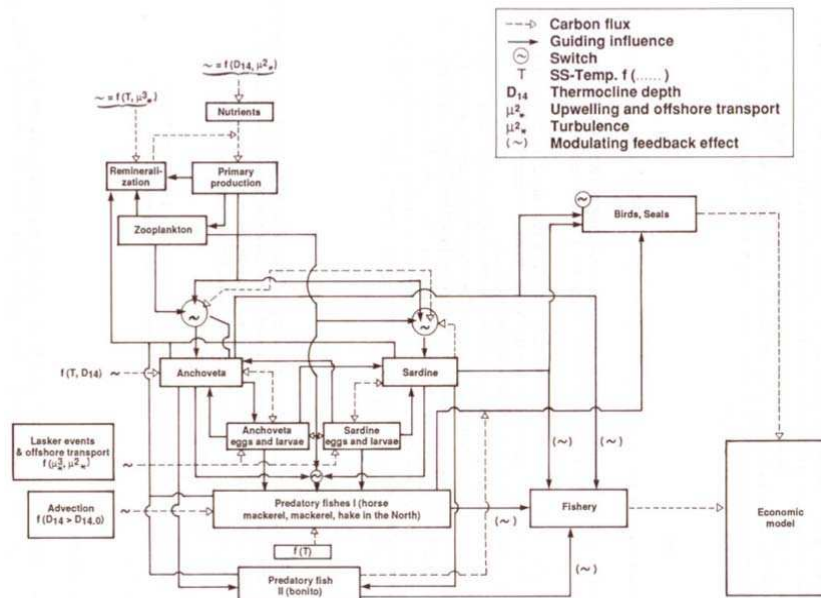 Carbon flux
Guiding influence
~ Switch
T SS-Temp. f (......)
D₁₄ Thermocline depth
μ²* Upwelling and offshore transport
μ²* Turbulence
(~) Modulating feedback effect
~ = f (D₁₄, μ²*)
~ = f (T, μ³*)
Nutrients
Reminerali-
zation
Primary
production
Zooplankton
Birds, Seals
~
~
~
f (T, D₁₄) ~
Anchoveta
Sardine
Anchoveta
eggs and larvae
Sardine
eggs and larvae
Lasker events
& offshore transport
f (μ³*, μ²*)
~
(~)
(~)
~
Advection
f (D₁₄ > D₁₄,₀)
~
Predatory fishes I (horse
mackerel, mackerel, hake in the North)
(~)
Fishery
Economic
model
f (T)
(~)
Predatory fish
II (bonito)